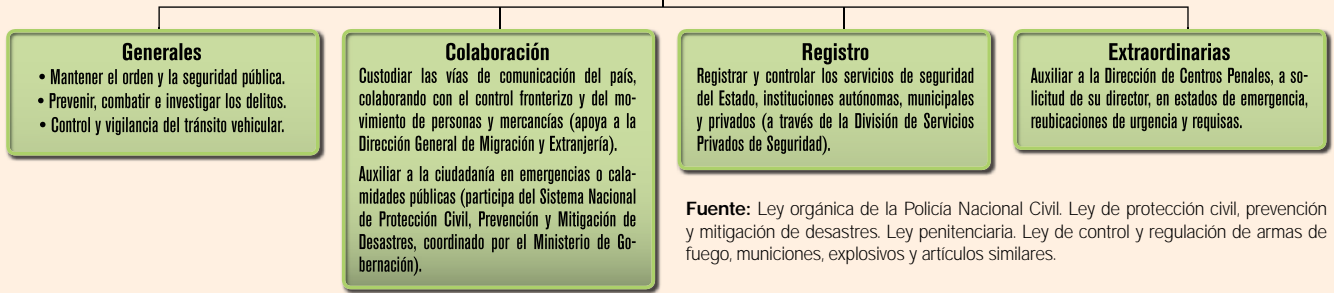 Generales
• Mantener el orden y la seguridad pública.
• Prevenir, combatir e investigar los delitos.
• Control y vigilancia del tránsito vehicular.
Colaboración
Custodiar las vías de comunicación del país,
colaborando con el control fronterizo y del mo-
vimiento de personas y mercancías (apoya a la
Dirección General de Migración y Extranjería).
Auxiliar a la ciudadanía en emergencias o cala-
midades públicas (participa del Sistema Nacional
de Protección Civil, Prevención y Mitigación de
Desastres, coordinado por el Ministerio de Go-
bernación).
Registro
Registrar y controlar los servicios de seguridad
del Estado, instituciones autónomas, municipales
y privados (a través de la División de Servicios
Privados de Seguridad).
Extraordinarias
Auxiliar a la Dirección de Centros Penales, a so-
licitud de su director, en estados de emergencia,
reubicaciones de urgencia y requisas.
Fuente: Ley orgánica de la Policía Nacional Civil. Ley de protección civil, prevención
y mitigación de desastres. Ley penitenciaria. Ley de control y regulación de armas de
fuego, municiones, explosivos y artículos similares.